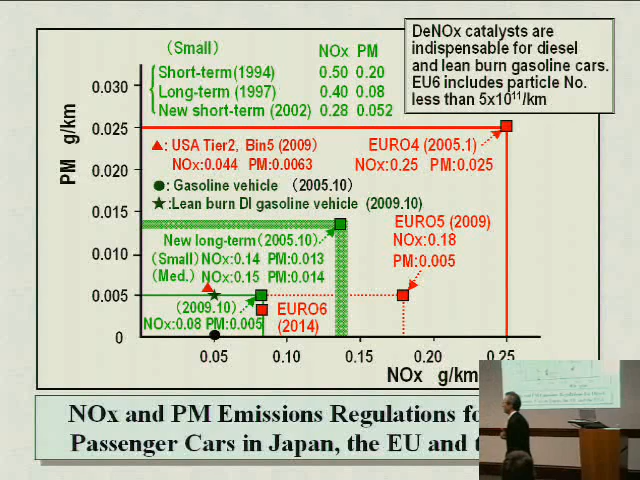 DeNOx catalysts are
indispensable for diesel
and lean burn gasoline cars.
EU6 includes particle No.
less than 5x10¹¹/km
(Small) NOx PM
Short-term(1994) 0.50 0.20
Long-term (1997) 0.40 0.08
New short-term (2002) 0.28 0.052
PM g/km
0.030
0.025
0.020
0.015
0.010
0.005
0
▲: USA Tier2, Bin5 (2009)
NOx:0.044 PM:0.0063
EURO4 (2005.1)
NOx:0.25 PM:0.025
●: Gasoline vehicle (2005.10)
★:Lean burn DI gasoline vehicle (2009.10)
New long-term(2005.10)
(Small) NOx:0.14 PM:0.013
(Med.) NOx:0.15 PM:0.014
EURO5 (2009)
NOx:0.18
PM:0.005
(2009.10)
NOx:0.08 PM:0.005
EURO6
(2014)
0.05 0.10 0.15 0.20 0.25
NOx g/km
NOx and PM Emissions Regulations fo
Passenger Cars in Japan, the EU and t